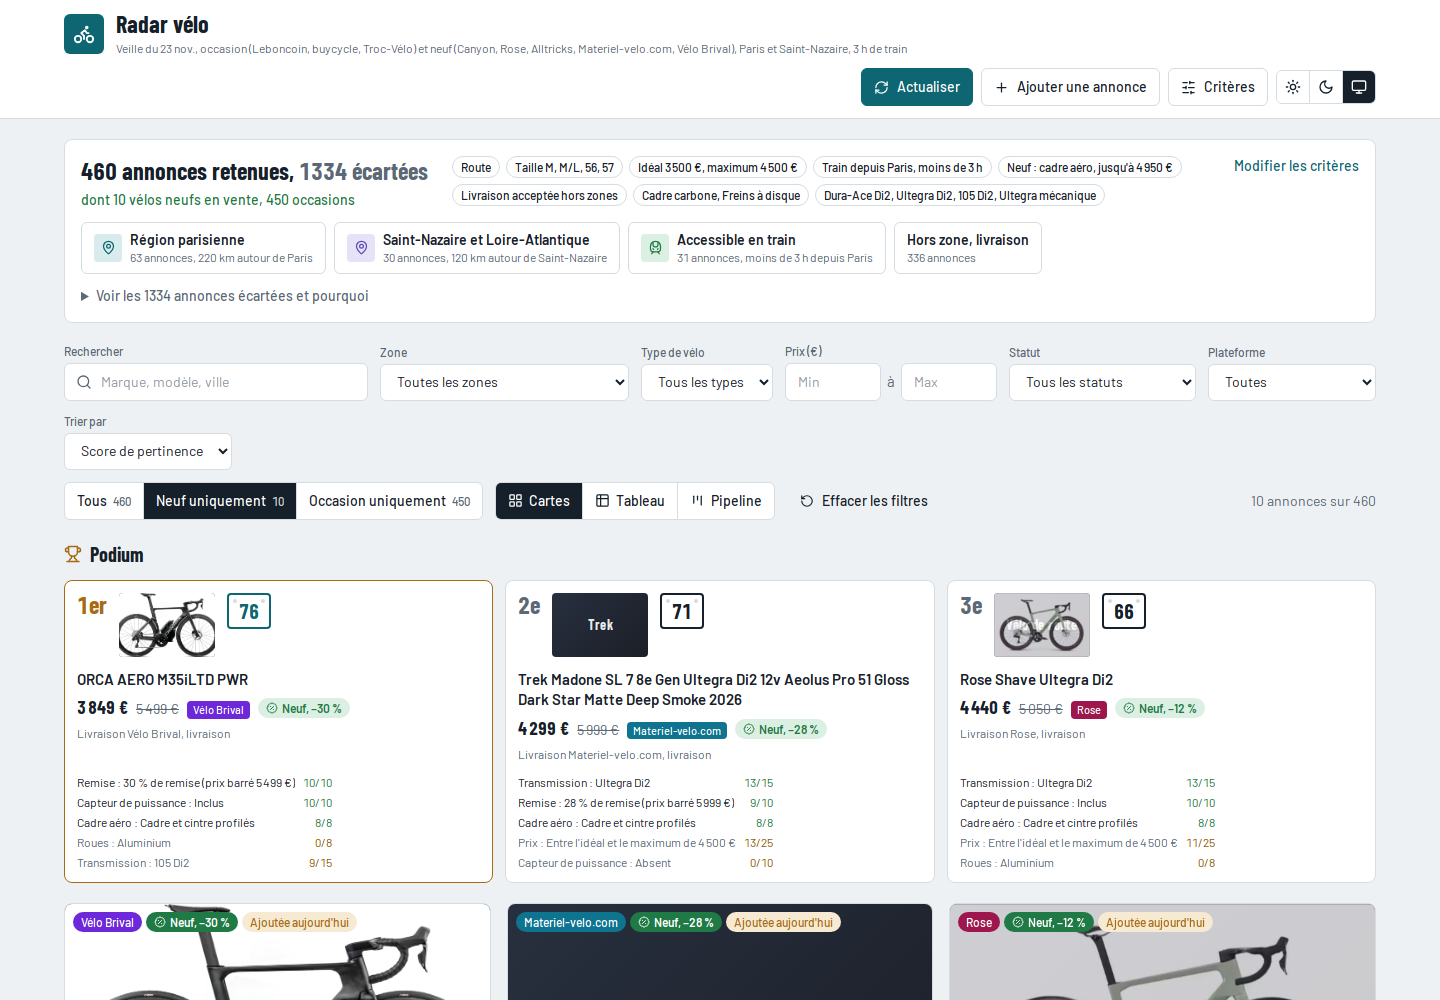 Radar vélo
Veille du 23 nov., occasion (Leboncoin, buycycle, Troc-Vélo) et neuf (Canyon, Rose, Alltricks, Materiel-velo.com, Vélo Brival), Paris et Saint-Nazaire, 3 h de train
Actualiser
Ajouter une annonce
Critères
460 annonces retenues, 1334 écartées
dont 10 vélos neufs en vente, 450 occasions
Route
Taille M, M/L, 56, 57
Idéal 3500 €, maximum 4500 €
Train depuis Paris, moins de 3 h
Neuf : cadre aéro, jusqu'à 4950 €
Livraison acceptée hors zones
Cadre carbone, Freins à disque
Dura-Ace Di2, Ultegra Di2, 105 Di2, Ultegra mécanique
Modifier les critères
Région parisienne
63 annonces, 220 km autour de Paris
Saint-Nazaire et Loire-Atlantique
30 annonces, 120 km autour de Saint-Nazaire
Accessible en train
31 annonces, moins de 3 h depuis Paris
Hors zone, livraison
336 annonces
Voir les 1334 annonces écartées et pourquoi
Rechercher
Zone
Type de vélo
Prix (€)
Statut
Plateforme
Marque, modèle, ville
Toutes les zones
Tous les types
Min
à
Max
Tous les statuts
Toutes
Trier par
Score de pertinence
Tous 460
Neuf uniquement 10
Occasion uniquement 450
Cartes
Tableau
Pipeline
Effacer les filtres
10 annonces sur 460
Podium
1er
76
ORCA AERO M35iLTD PWR
3 849 € 5 499 € Vélo Brival Neuf, −30 %
Livraison Vélo Brival, livraison
Remise : 30 % de remise (prix barré 5499 €) 10/10
Capteur de puissance : Inclus 10/10
Cadre aéro : Cadre et cintre profilés 8/8
Roues : Aluminium 0/8
Transmission : 105 Di2 9/15
2e
Trek
71
Trek Madone SL 7 8e Gen Ultegra Di2 12v Aeolus Pro 51 Gloss
Dark Star Matte Deep Smoke 2026
4 299 € 5 999 € Materiel-velo.com Neuf, −28 %
Livraison Materiel-velo.com, livraison
Transmission : Ultegra Di2 13/15
Remise : 28 % de remise (prix barré 5999 €) 9/10
Cadre aéro : Cadre et cintre profilés 8/8
Prix : Entre l'idéal et le maximum de 4500 € 13/25
Capteur de puissance : Absent 0/10
3e
66
Rose Shave Ultegra Di2
4 440 € 5 050 € Rose Neuf, −12 %
Livraison Rose, livraison
Transmission : Ultegra Di2 13/15
Capteur de puissance : Inclus 10/10
Cadre aéro : Cadre et cintre profilés 8/8
Prix : Entre l'idéal et le maximum de 4500 € 11/25
Roues : Aluminium 0/8
Vélo Brival Neuf, −30 % Ajoutée aujourd'hui
Materiel-velo.com Neuf, −28 % Ajoutée aujourd'hui
Rose Neuf, −12 % Ajoutée aujourd'hui